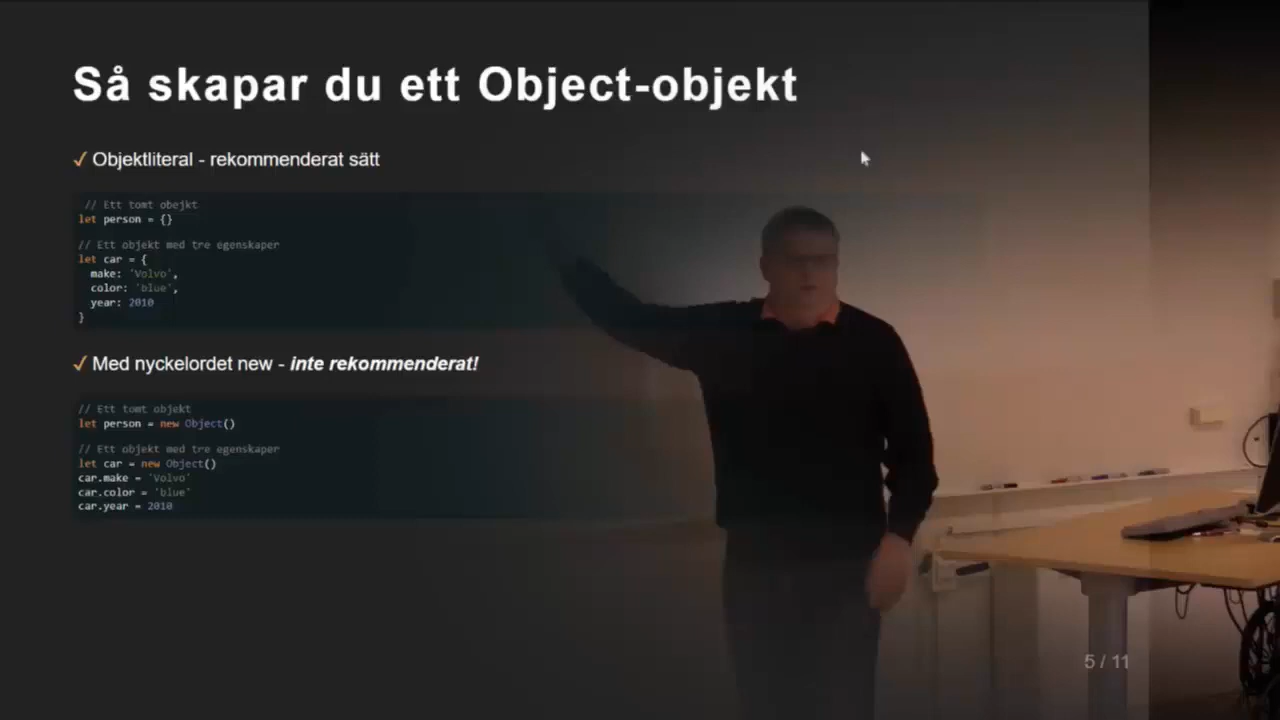 Så skapar du ett Object-objekt
✓ Objektliteral - rekommenderat sätt
// Ett tomt obejkt
let person = {}
// Ett objekt med tre egenskaper
let car = {
make: 'Volvo',
color: 'blue',
year: 2010
}
✓ Med nyckelordet new - inte rekommenderat!
// Ett tomt objekt
let person = new Object()
// Ett objekt med tre egenskaper
let car = new Object()
car.make = 'Volvo'
car.color = 'blue'
car.year = 2010
5 / 11